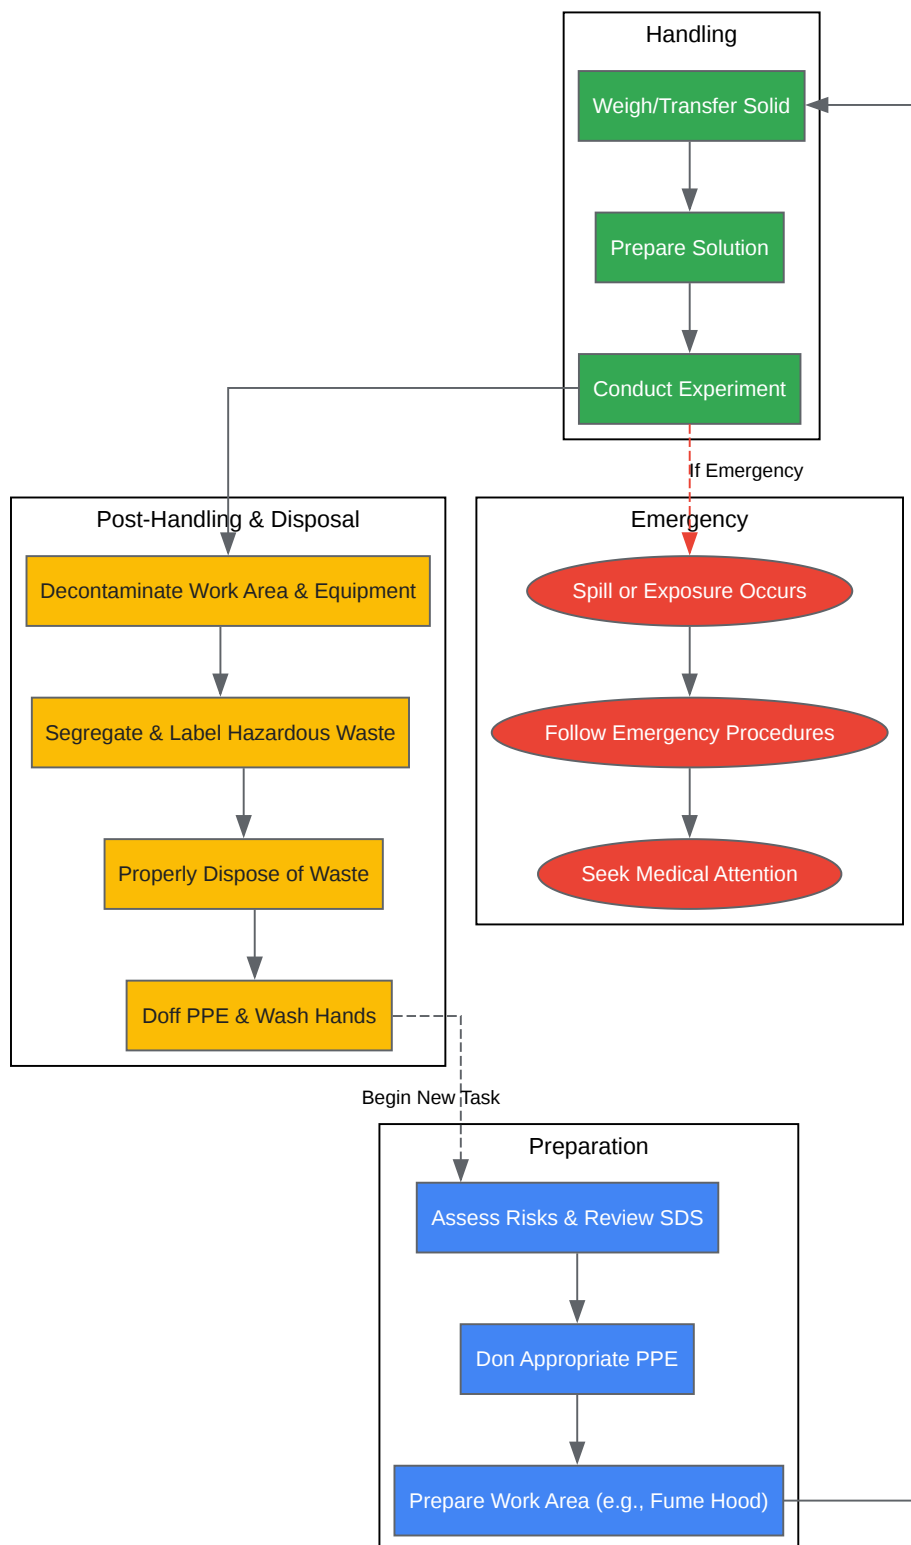 Handling
Weigh/Transfer Solid
Prepare Solution
Conduct Experiment
If Emergency
Post-Handling & Disposal
Decontaminate Work Area & Equipment
Segregate & Label Hazardous Waste
Properly Dispose of Waste
Doff PPE & Wash Hands
Emergency
Spill or Exposure Occurs
Follow Emergency Procedures
Seek Medical Attention
Begin New Task
Preparation
Assess Risks & Review SDS
Don Appropriate PPE
Prepare Work Area (e.g., Fume Hood)